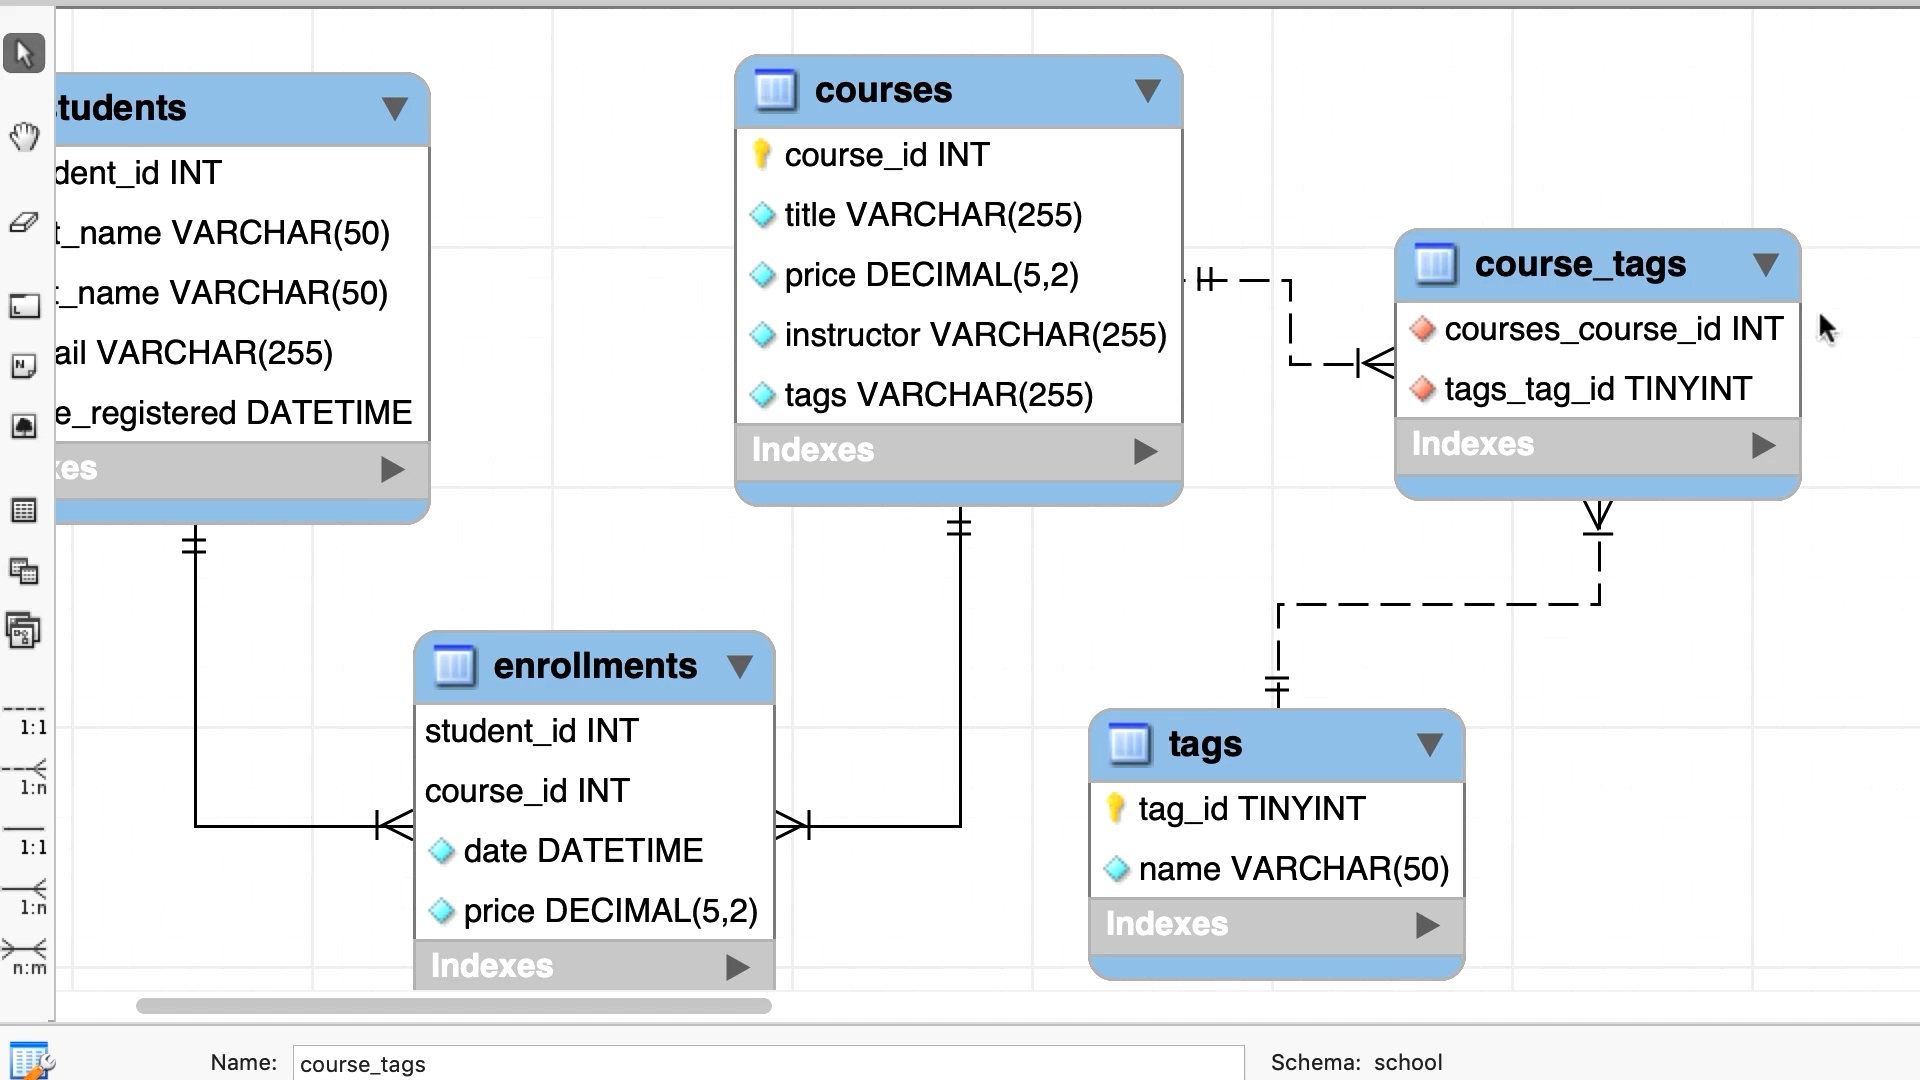 tudents
dent_id INT
t_name VARCHAR(50)
t_name VARCHAR(50)
ail VARCHAR(255)
e_registered DATETIME
xes
courses
course_id INT
title VARCHAR(255)
price DECIMAL(5,2)
instructor VARCHAR(255)
tags VARCHAR(255)
Indexes
course_tags
courses_course_id INT
tags_tag_id TINYINT
Indexes
enrollments
student_id INT
course_id INT
date DATETIME
price DECIMAL(5,2)
Indexes
tags
tag_id TINYINT
name VARCHAR(50)
Indexes
1:1
1:n
1:1
1:n
n:m
Name: course_tags
Schema: school